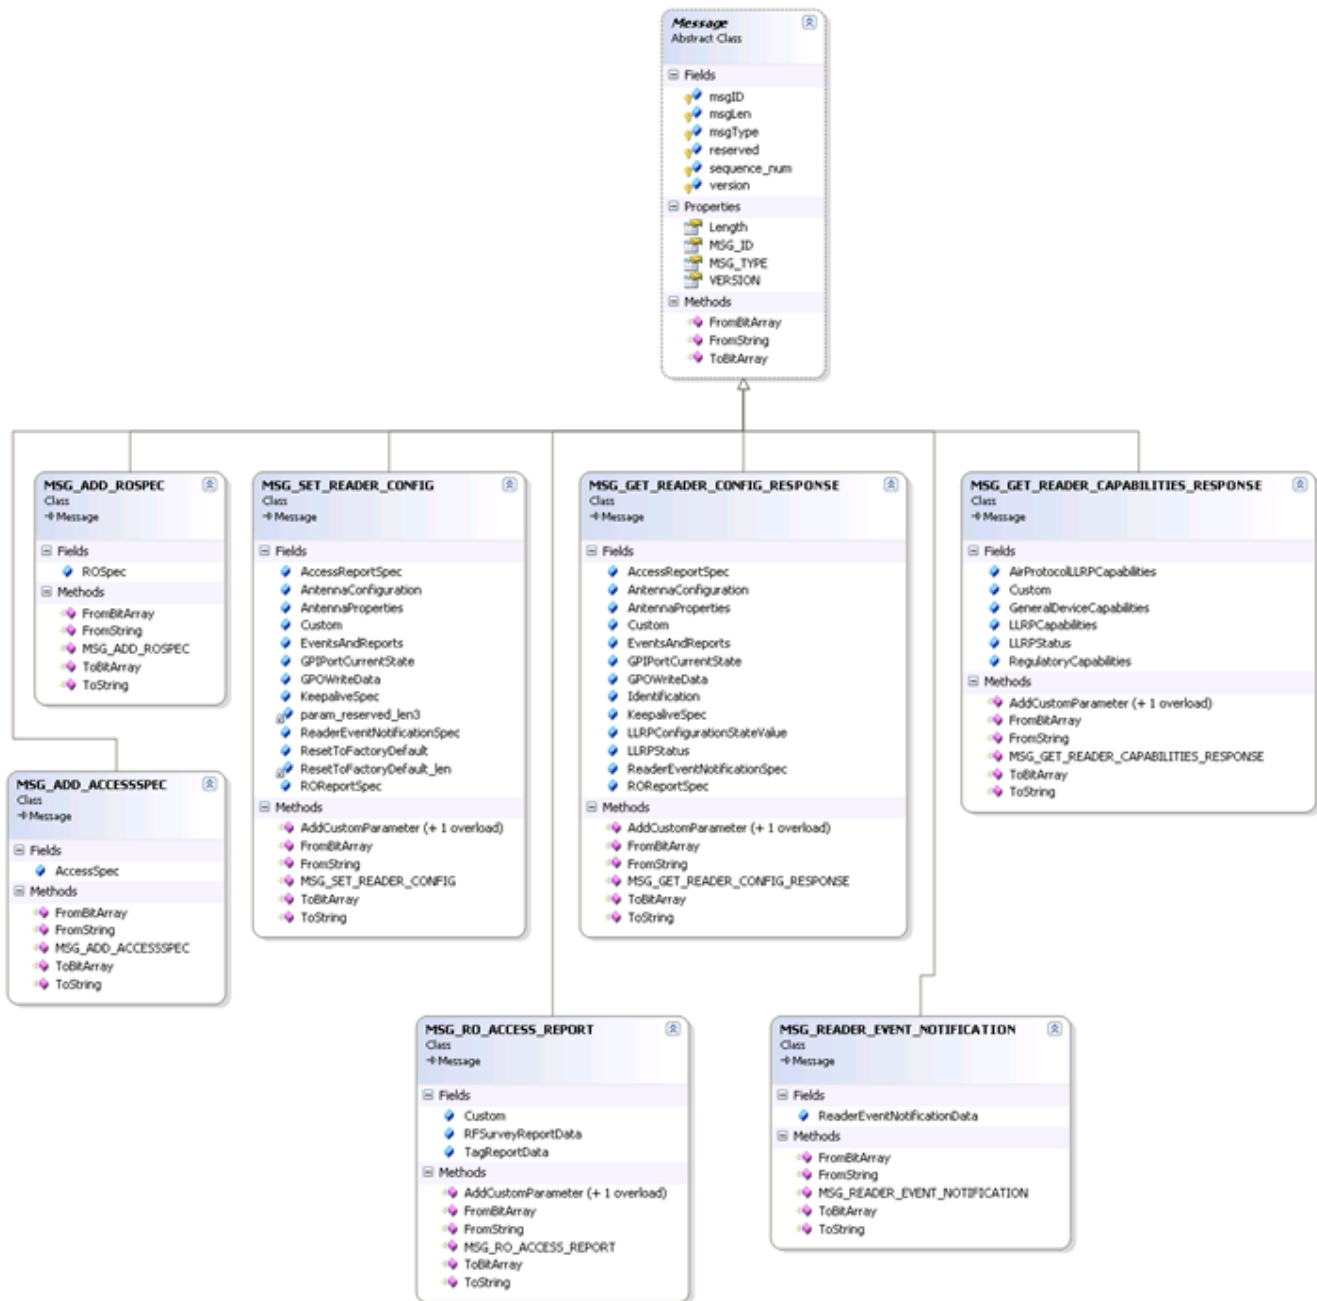 Message
Abstract Class
Fields
msgID
msgLen
msgType
reserved
sequence_num
version
Properties
Length
MSG_ID
MSG_TYPE
VERSION
Methods
FromBitArray
FromString
ToBitArray
MSG_ADD_ROSPEC
Class
Message
Fields
ROSpec
Methods
FromBitArray
FromString
MSG_ADD_ROSPEC
ToBitArray
ToString
MSG_SET_READER_CONFIG
Class
Message
Fields
AccessReportSpec
AntennaConfiguration
AntennaProperties
Custom
EventsAndReports
GPIPortCurrentState
GPOWriteData
KeepaliveSpec
param_reserved_len3
ReaderEventNotificationSpec
ResetToFactoryDefault
ResetToFactoryDefault_len
ROReportSpec
Methods
AddCustomParameter (+ 1 overload)
FromBitArray
FromString
MSG_SET_READER_CONFIG
ToBitArray
ToString
MSG_GET_READER_CONFIG_RESPONSE
Class
Message
Fields
AccessReportSpec
AntennaConfiguration
AntennaProperties
Custom
EventsAndReports
GPIPortCurrentState
GPOWriteData
Identification
KeepaliveSpec
LLRPConfigurationStateValue
LLRPStatus
ReaderEventNotificationSpec
ROReportSpec
Methods
AddCustomParameter (+ 1 overload)
FromBitArray
FromString
MSG_GET_READER_CONFIG_RESPONSE
ToBitArray
ToString
MSG_GET_READER_CAPABILITIES_RESPONSE
Class
Message
Fields
AirProtocolLLRPCapabilities
Custom
GeneralDeviceCapabilities
LLRPCapabilities
LLRPStatus
RegulatoryCapabilities
Methods
AddCustomParameter (+ 1 overload)
FromBitArray
FromString
MSG_GET_READER_CAPABILITIES_RESPONSE
ToBitArray
ToString
MSG_ADD_ACCESSSPEC
Class
Message
Fields
AccessSpec
Methods
FromBitArray
FromString
MSG_ADD_ACCESSSPEC
ToBitArray
ToString
MSG_RO_ACCESS_REPORT
Class
Message
Fields
Custom
RFSurveyReportData
TagReportData
Methods
AddCustomParameter (+ 1 overload)
FromBitArray
FromString
MSG_RO_ACCESS_REPORT
ToBitArray
ToString
MSG_READER_EVENT_NOTIFICATION
Class
Message
Fields
ReaderEventNotificationData
Methods
FromBitArray
FromString
MSG_READER_EVENT_NOTIFICATION
ToBitArray
ToString